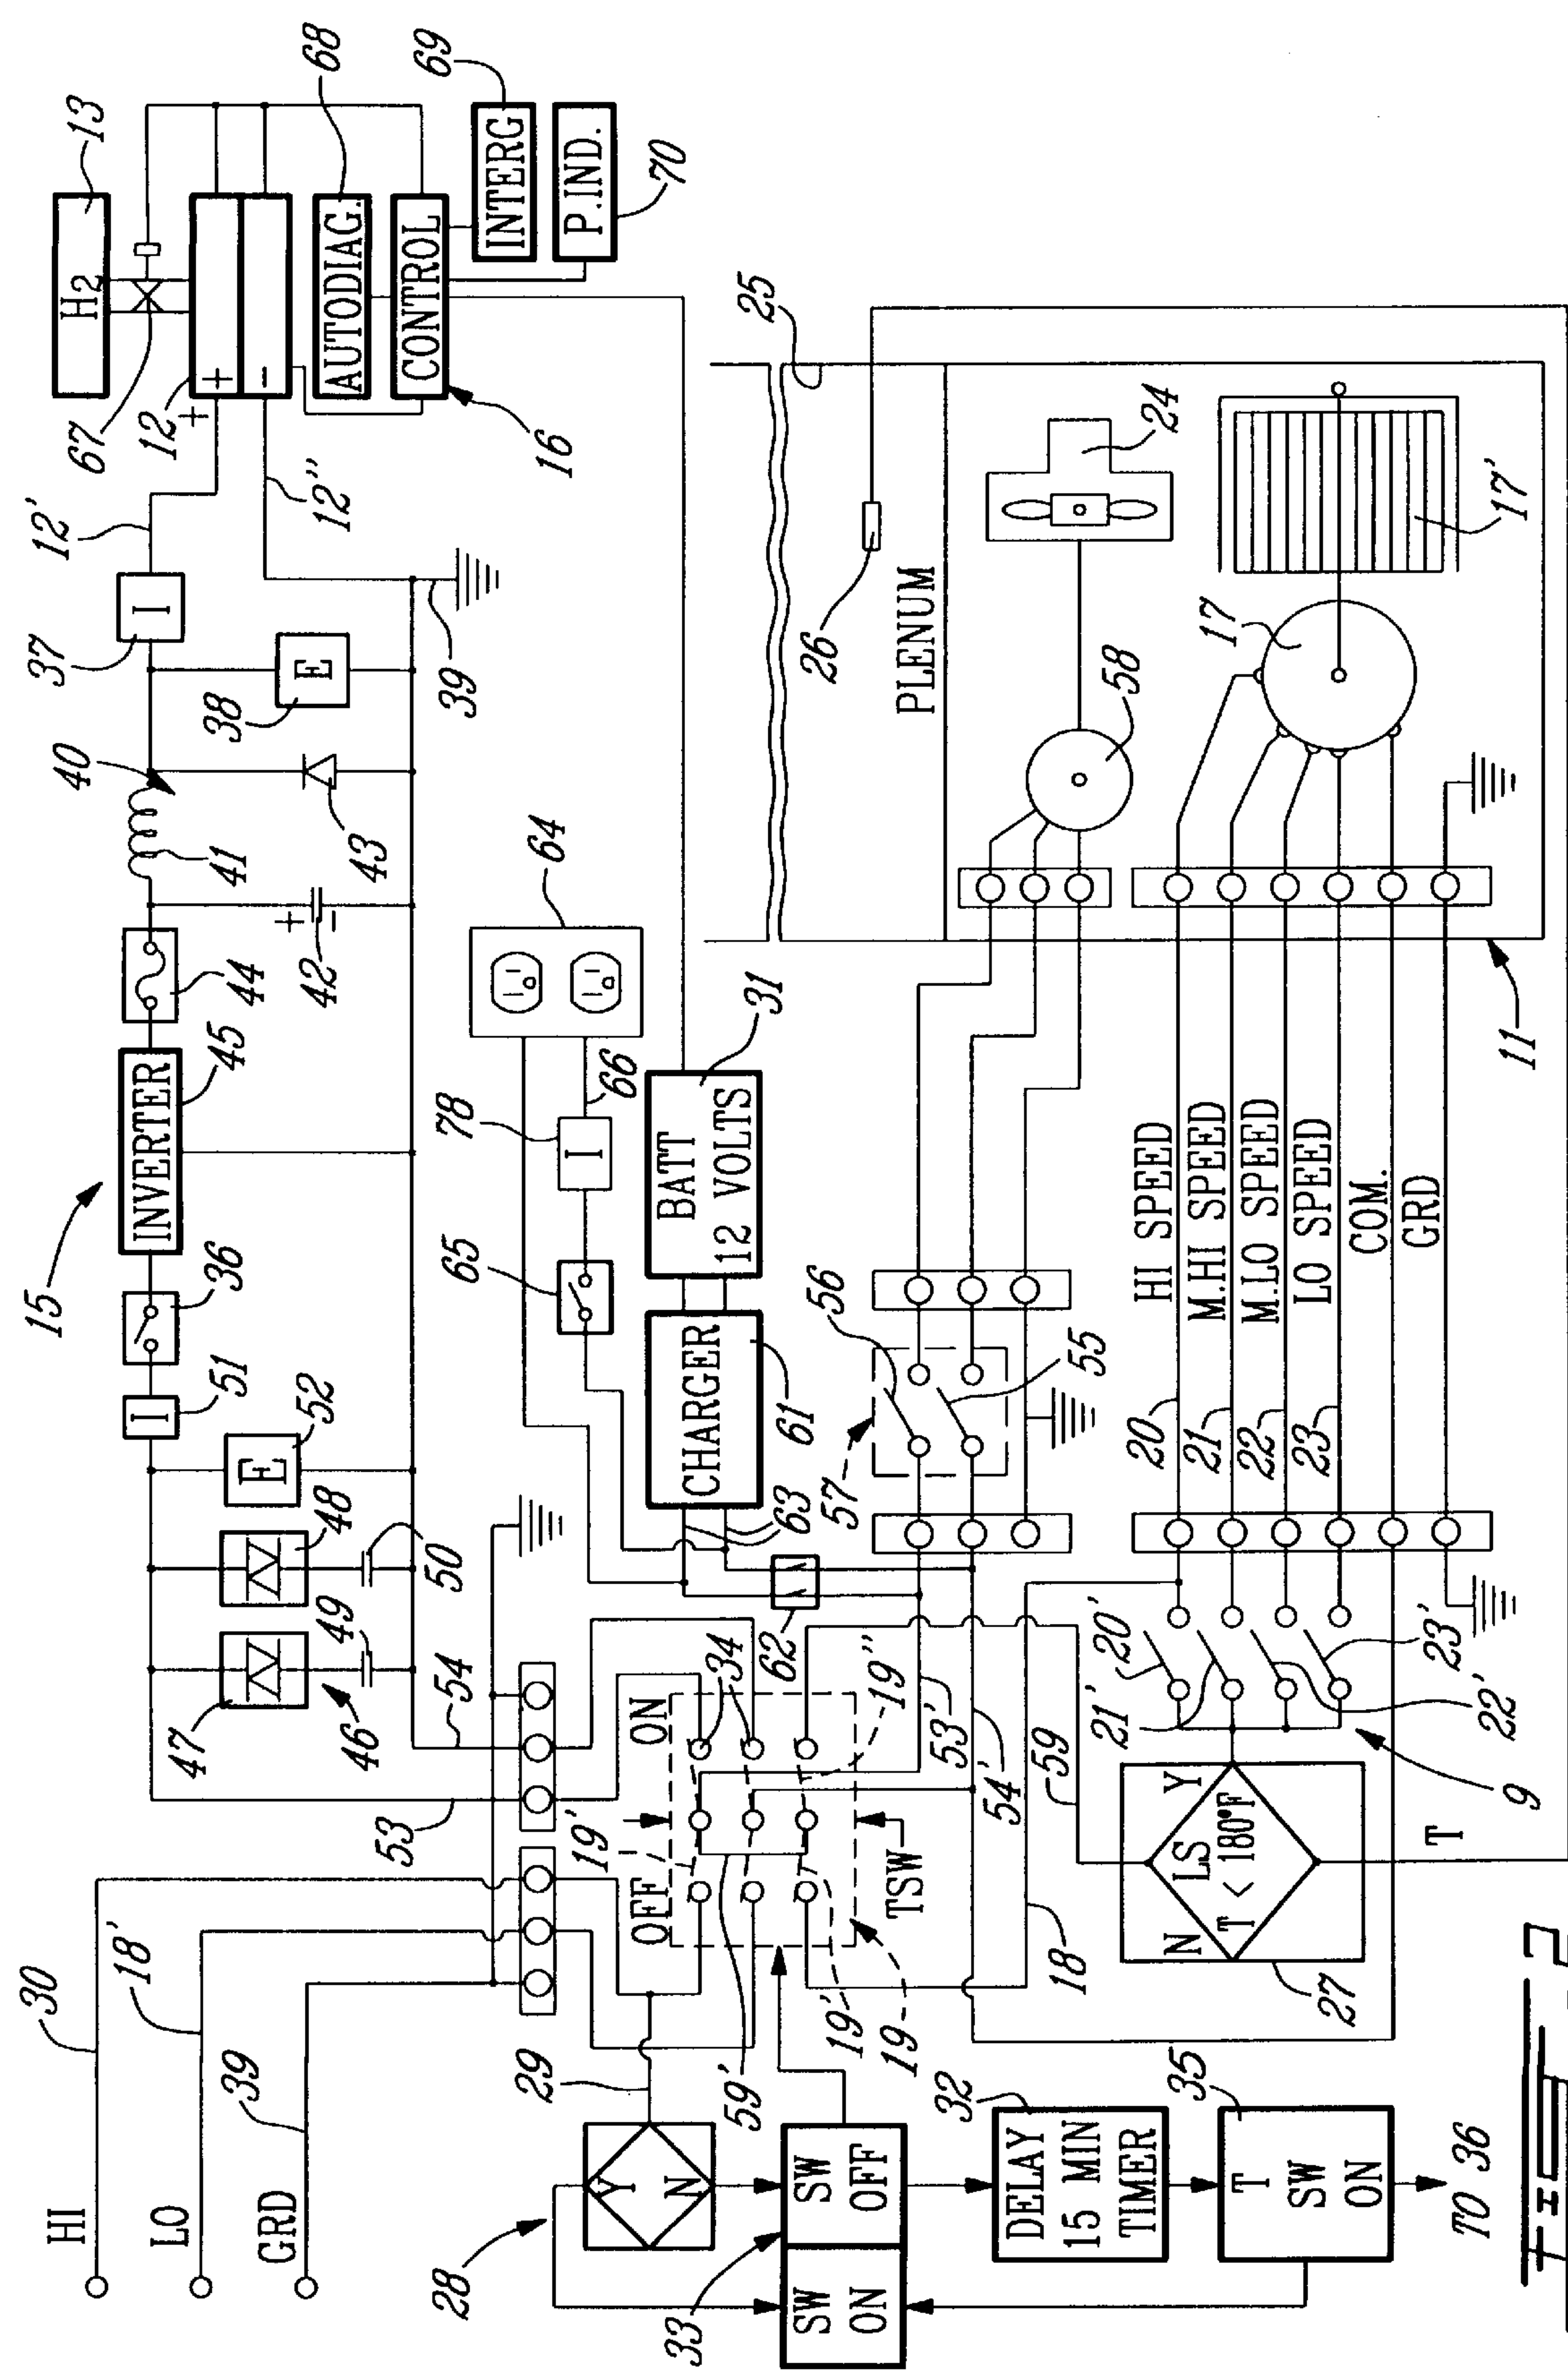 HI
30
LO
18'
GRD
39
53
54
47
46
49
48
50
E
52
I
51
36
15
INVERTER
45
44
+
-
42
41
40
43
E
38
I
37
39
12'
12"
+
12
+
-
67
H2
13
AUTODIAG.
68
CONTROL
16
INTERG
69
P.IND.
70
64
66
I
78
65
BATT
12 VOLTS
31
CHARGER
61
63
62
28
Y
N
29
33
SW
ON
SW
OFF
DELAY
15 MIN
TIMER
32
T
SW
ON
35
TO 36
OFF
ON
34
19'
19"
19'
19
59'
TSW
53'
54'
18
59
57
56
55
N
Y
LS
T < 180°F
27
T
9
20'
21'
22'
23'
20
21
22
23
HI SPEED
M.HI SPEED
M.LO SPEED
LO SPEED
COM.
GRD
11
PLENUM
25
26
24
58
17
17'
Fig. 2